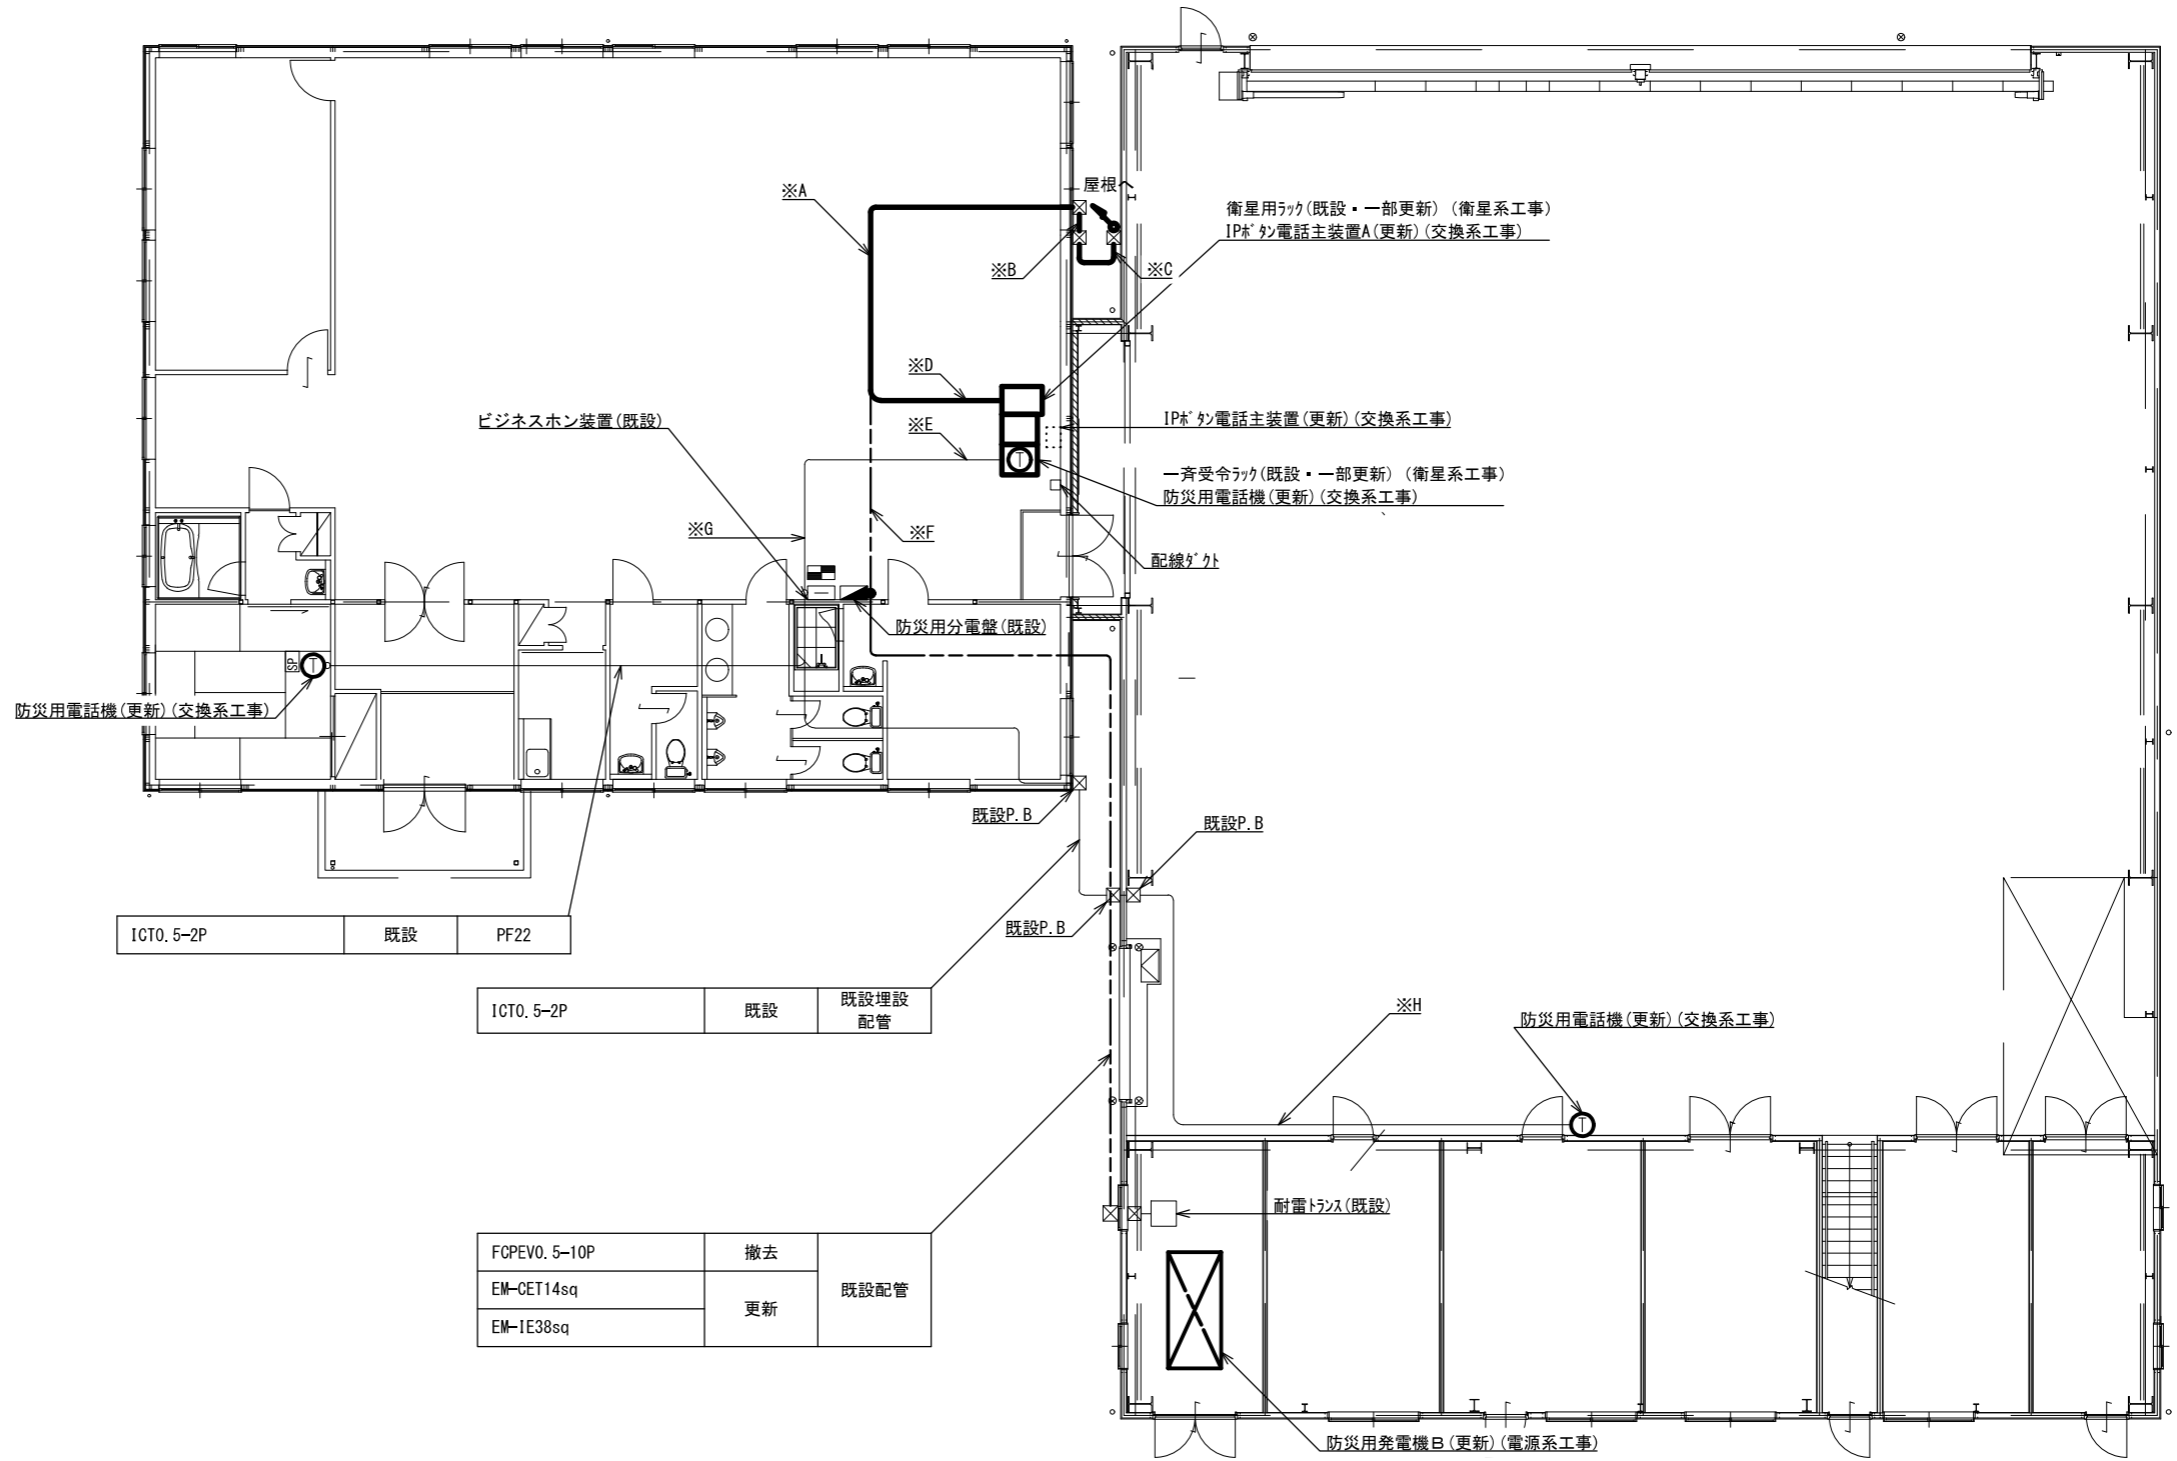 屋根へ
※A
衛星用ﾗｯｸ(既設・一部更新) (衛星系工事)
IPﾎﾞﾀﾝ電話主装置A(更新)(交換系工事)
※B
※C
※D
ビジネスホン装置(既設)
※E
IPﾎﾞﾀﾝ電話主装置(更新)(交換系工事)
T
一斉受令ﾗｯｸ(既設・一部更新) (衛星系工事)
防災用電話機(更新)(交換系工事)
※G
※F
配線ﾀﾞｸﾄ
防災用分電盤(既設)
SP
T
防災用電話機(更新)(交換系工事)
既設P.B
既設P.B
既設P.B
ICT0.5-2P 既設 PF22
ICT0.5-2P 既設 既設埋設
配管
※H
防災用電話機(更新)(交換系工事)
T
耐雷ﾄﾗﾝｽ(既設)
FCPEV0.5-10P 撤去
EM-CET14sq 更新 既設配管
EM-IE38sq
防災用発電機B(更新)(電源系工事)